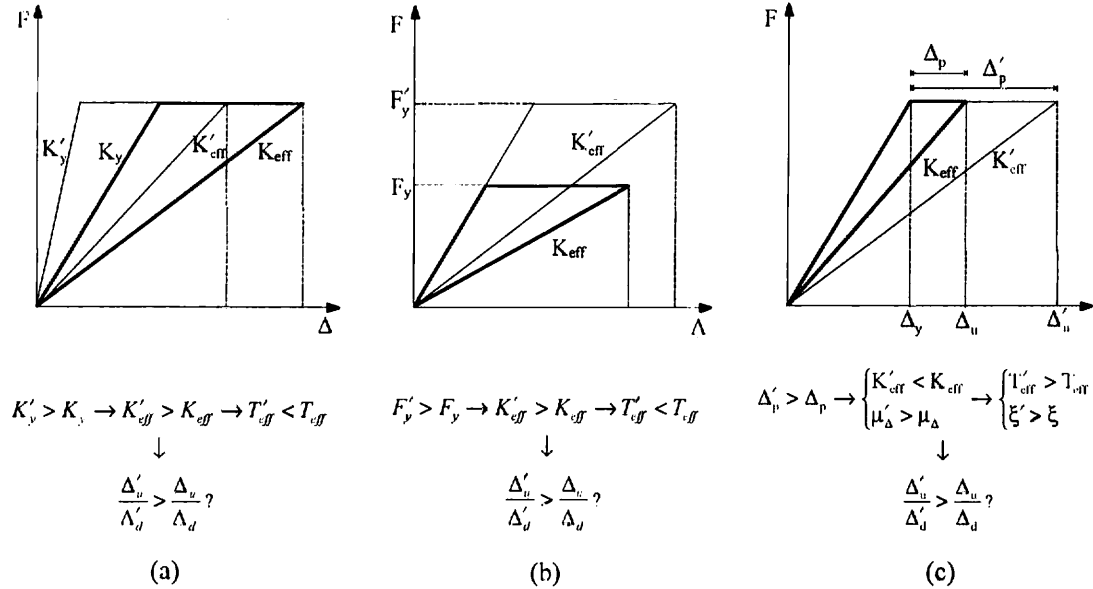 F
K′y
Ky
K′eff
Keff
Δ
F
F′y
Fy
K′eff
Keff
Δ
F
Δp
Δ′p
Keff
K′eff
Δy
Δu
Δ′u
K′y > Ky → K′eff > Keff → T′eff < Teff
↓
Δ′u/Δ′d > Δu/Δd ?
(a)
F′y > Fy → K′eff > Keff → T′eff < Teff
↓
Δ′u/Δ′d > Δu/Δd ?
(b)
Δ′p > Δp → { K′eff < Keff → { T′eff > Teff
μ′Δ > μΔ ξ′ > ξ
↓
Δ′u/Δ′d > Δu/Δd ?
(c)